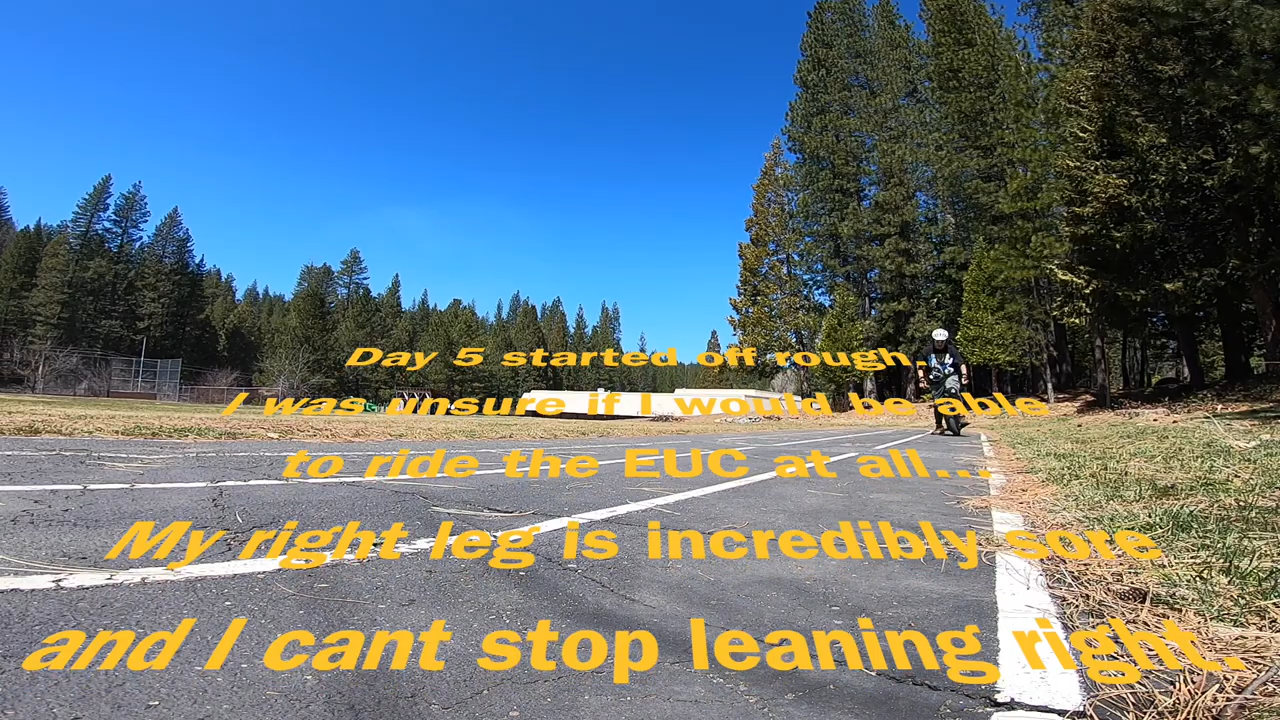 Day 5 started off rough.
I was unsure if I would be able
to ride the EUC at all...
My right leg is incredibly sore
and I cant stop leaning right.